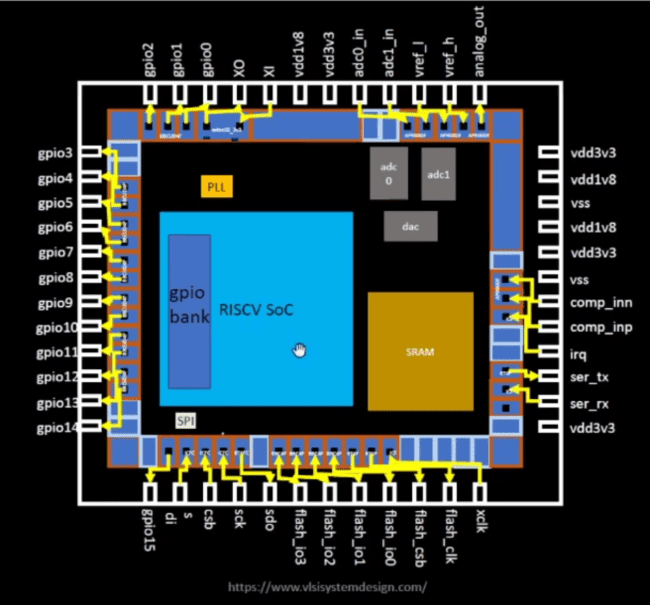 gpio2
gpio1
gpio0
XO
XI
vdd1v8
vdd3v3
adc0_in
adc1_in
vref_l
vref_h
analog_out
gpio3
gpio4
gpio5
gpio6
gpio7
gpio8
gpio9
gpio10
gpio11
gpio12
gpio13
gpio14
PLL
adc
0
adc1
dac
gpio
bank
RISCV SoC
SRAM
SPI
vdd3v3
vdd1v8
vss
vdd1v8
vdd3v3
vss
comp_inn
comp_inp
irq
ser_tx
ser_rx
vdd3v3
gpio15
di
s
csb
sck
sdo
flash_io3
flash_io2
flash_io1
flash_io0
flash_csb
flash_clk
xclk
https://www.vlsisystemdesign.com/